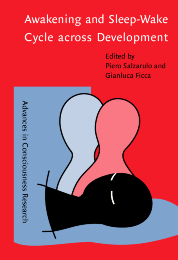 Awakening and Sleep-Wake
Cycle across Development
Edited by
Piero Salzarulo and
Gianluca Ficca
Advances in Consciousness Research